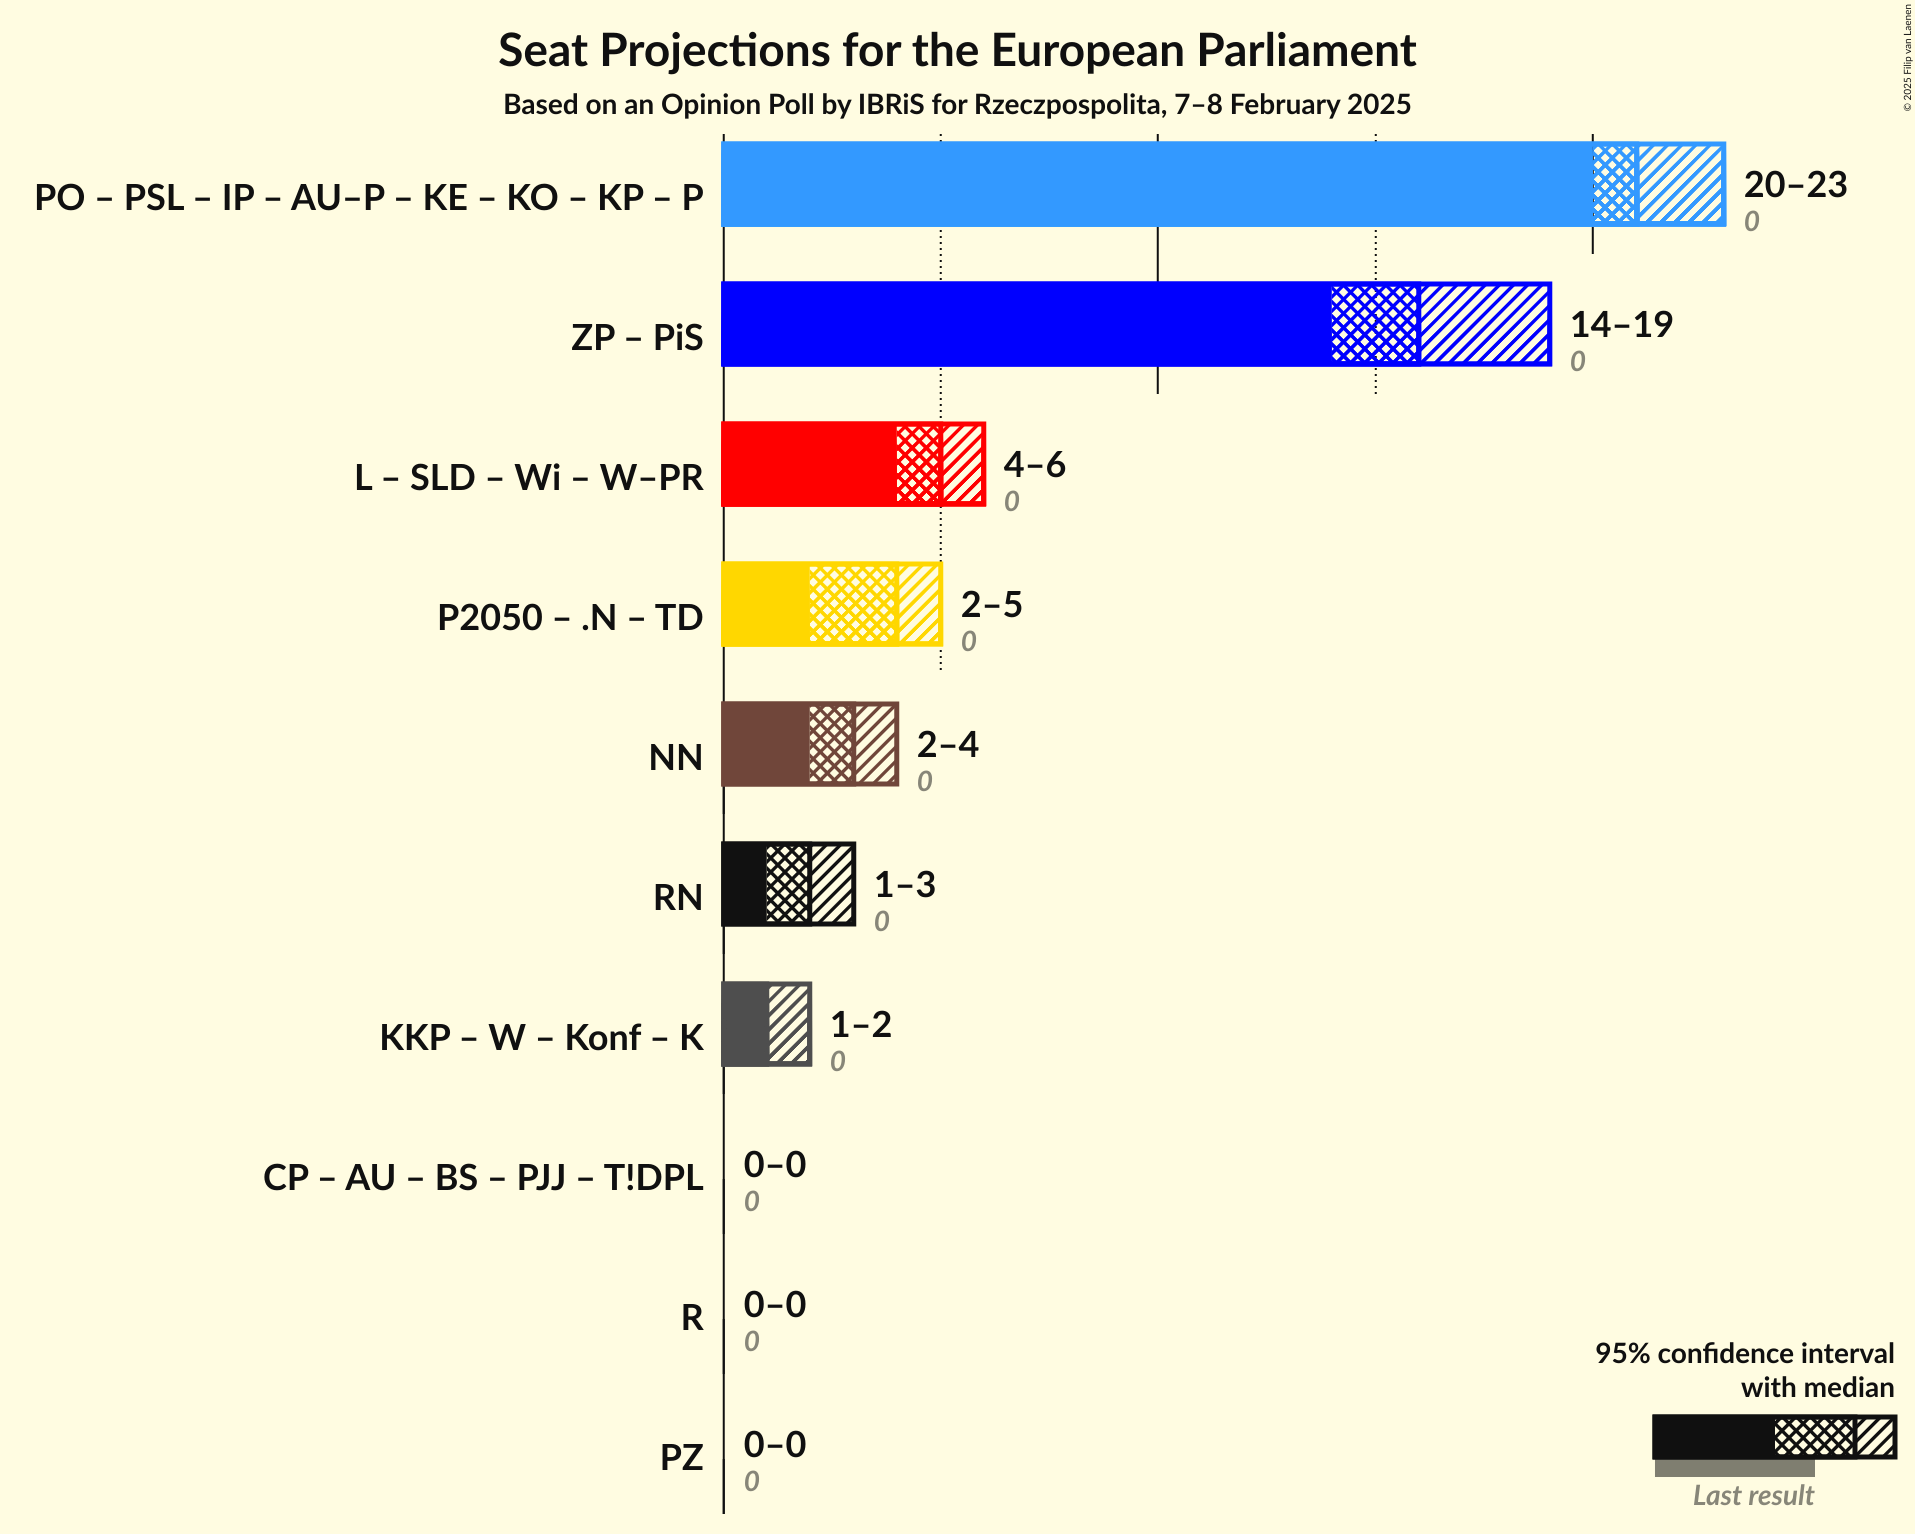 Seat Projections for the European Parliament
Based on an Opinion Poll by IBRiS for Rzeczpospolita, 7–8 February 2025
© 2025 Filip van Laenen
PO – PSL – IP – AU–P – KE – KO – KP – P
20–23
0
ZP – PiS
14–19
0
L – SLD – Wi – W–PR
4–6
0
P2050 – .N – TD
2–5
0
NN
2–4
0
RN
1–3
0
KKP – W – Konf – K
1–2
0
CP – AU – BS – PJJ – T!DPL
0–0
0
R
0–0
0
PZ
0–0
0
95% confidence interval
with median
Last result